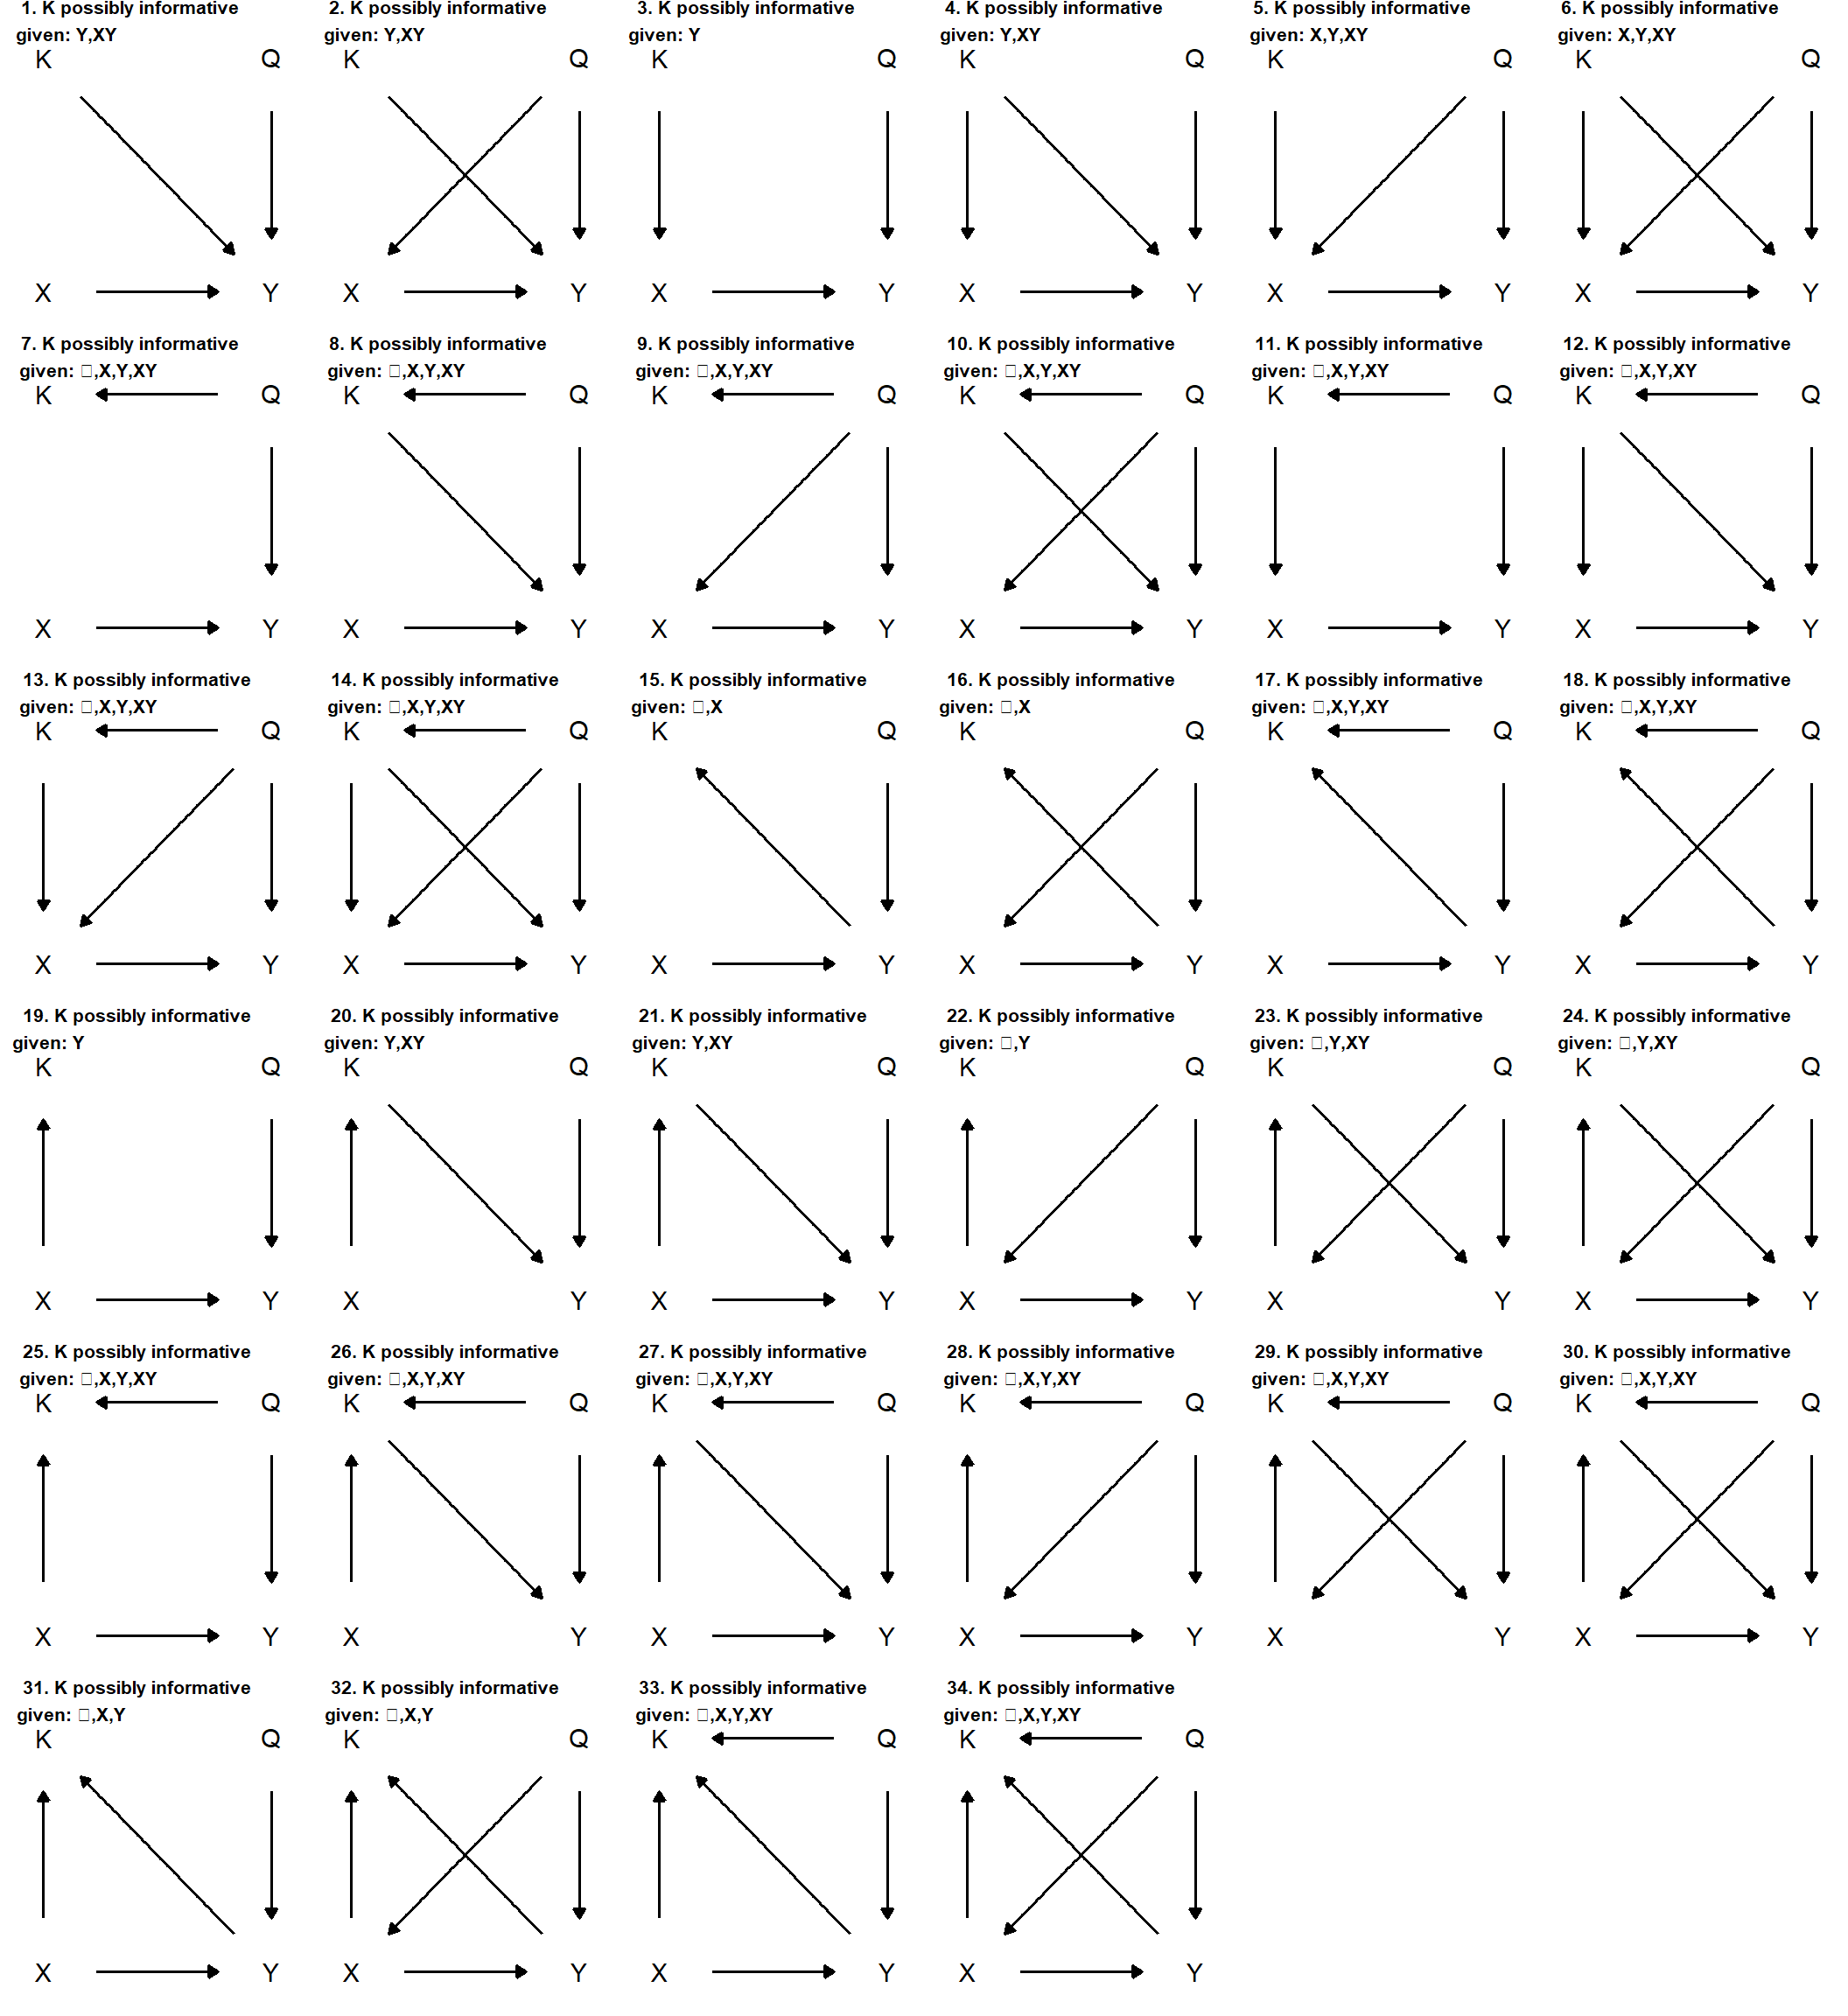 1. K possibly informative
given: Y,XY
K Q
X Y
2. K possibly informative
given: Y,XY
K Q
X Y
3. K possibly informative
given: Y
K Q
X Y
4. K possibly informative
given: Y,XY
K Q
X Y
5. K possibly informative
given: X,Y,XY
K Q
X Y
6. K possibly informative
given: X,Y,XY
K Q
X Y
7. K possibly informative
given: □,X,Y,XY
K Q
X Y
8. K possibly informative
given: □,X,Y,XY
K Q
X Y
9. K possibly informative
given: □,X,Y,XY
K Q
X Y
10. K possibly informative
given: □,X,Y,XY
K Q
X Y
11. K possibly informative
given: □,X,Y,XY
K Q
X Y
12. K possibly informative
given: □,X,Y,XY
K Q
X Y
13. K possibly informative
given: □,X,Y,XY
K Q
X Y
14. K possibly informative
given: □,X,Y,XY
K Q
X Y
15. K possibly informative
given: □,X
K Q
X Y
16. K possibly informative
given: □,X
K Q
X Y
17. K possibly informative
given: □,X,Y,XY
K Q
X Y
18. K possibly informative
given: □,X,Y,XY
K Q
X Y
19. K possibly informative
given: Y
K Q
X Y
20. K possibly informative
given: Y,XY
K Q
X Y
21. K possibly informative
given: Y,XY
K Q
X Y
22. K possibly informative
given: □,Y
K Q
X Y
23. K possibly informative
given: □,Y,XY
K Q
X Y
24. K possibly informative
given: □,Y,XY
K Q
X Y
25. K possibly informative
given: □,X,Y,XY
K Q
X Y
26. K possibly informative
given: □,X,Y,XY
K Q
X Y
27. K possibly informative
given: □,X,Y,XY
K Q
X Y
28. K possibly informative
given: □,X,Y,XY
K Q
X Y
29. K possibly informative
given: □,X,Y,XY
K Q
X Y
30. K possibly informative
given: □,X,Y,XY
K Q
X Y
31. K possibly informative
given: □,X,Y
K Q
X Y
32. K possibly informative
given: □,X,Y
K Q
X Y
33. K possibly informative
given: □,X,Y,XY
K Q
X Y
34. K possibly informative
given: □,X,Y,XY
K Q
X Y